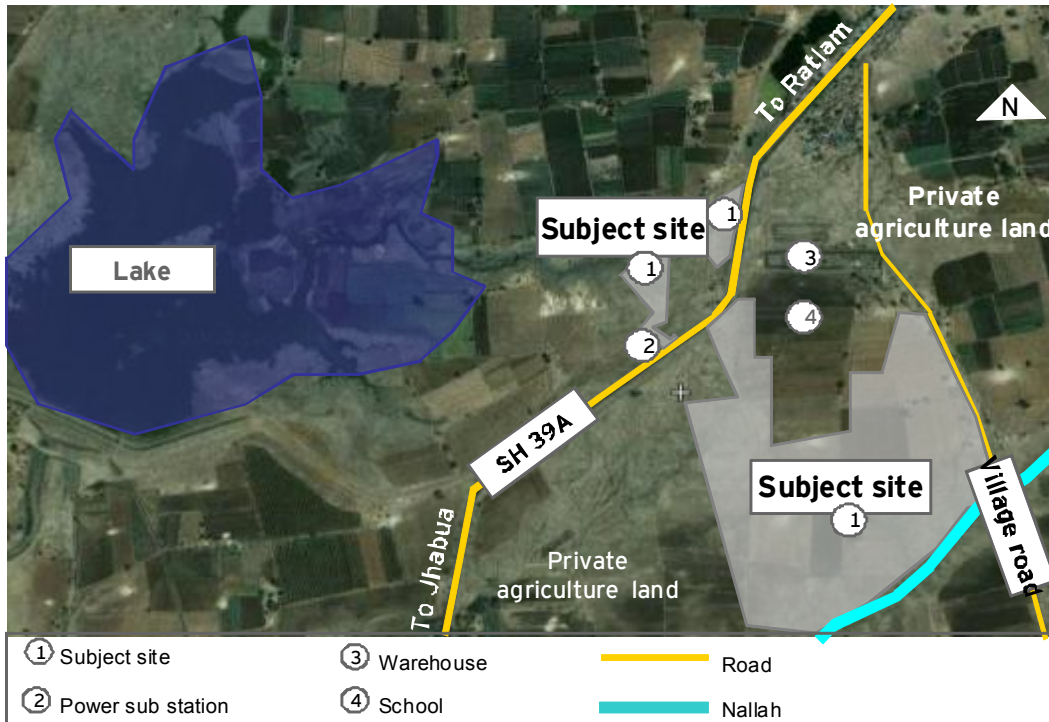 To Ratlam
N
Private
agriculture land
Subject site
1
1
3
Lake
4
2
SH 39A
Subject site
1
Village road
To Jhabua
Private
agriculture land
1 Subject site
3 Warehouse
Road
2 Power sub station
4 School
Nallah